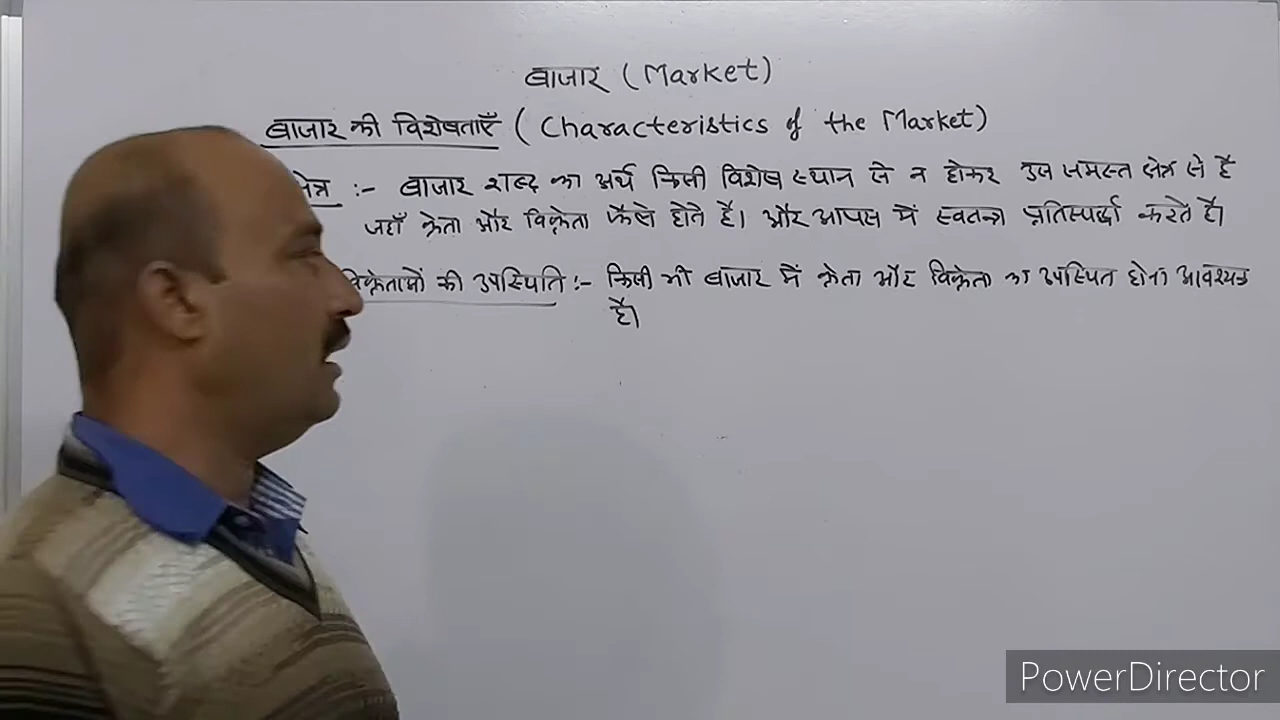 बाजार (Market)
बाजार की विशेषताएँ (Characteristics of the Market)
:- बाजार शब्द का अर्थ किसी विशेष स्थान से न होकर उस समस्त क्षेत्र से है
जहाँ क्रेता और विक्रेता फैले होते है। और आपस में स्वतन्त्र प्रतिस्पर्द्धा करते है।
विक्रेताओं की उपस्थिति :- किसी भी बाजार में क्रेता और विक्रेता का उपस्थित होना आवश्यक
है।
PowerDirector